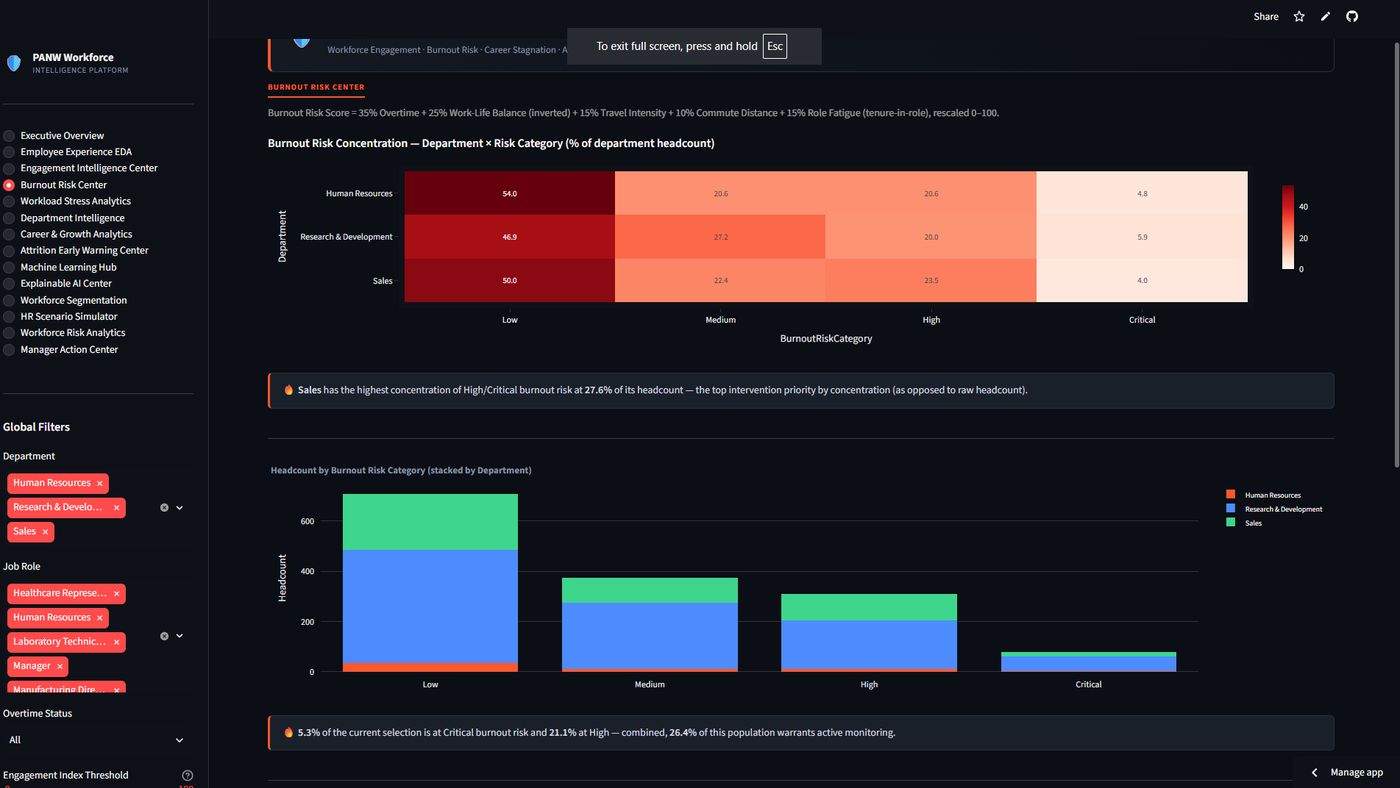 Share
PANW Workforce
INTELLIGENCE PLATFORM
Executive Overview
Employee Experience EDA
Engagement Intelligence Center
Burnout Risk Center
Workload Stress Analytics
Department Intelligence
Career & Growth Analytics
Attrition Early Warning Center
Machine Learning Hub
Explainable AI Center
Workforce Segmentation
HR Scenario Simulator
Workforce Risk Analytics
Manager Action Center
Global Filters
Department
Human Resources ×
Research & Develo... ×
Sales ×
Job Role
Healthcare Represe... ×
Human Resources ×
Laboratory Technic... ×
Manager ×
Manufacturing Dire... ×
Overtime Status
All
Engagement Index Threshold
Workforce Engagement · Burnout Risk · Career Stagnation · A
To exit full screen, press and hold Esc
BURNOUT RISK CENTER
Burnout Risk Score = 35% Overtime + 25% Work-Life Balance (inverted) + 15% Travel Intensity + 10% Commute Distance + 15% Role Fatigue (tenure-in-role), rescaled 0–100.
Burnout Risk Concentration — Department × Risk Category (% of department headcount)
Department
Human Resources 54.0 20.6 20.6 4.8
Research & Development 46.9 27.2 20.0 5.9
Sales 50.0 22.4 23.5 4.0
Low Medium High Critical
BurnoutRiskCategory
40
20
0
🔥 Sales has the highest concentration of High/Critical burnout risk at 27.6% of its headcount — the top intervention priority by concentration (as opposed to raw headcount).
Headcount by Burnout Risk Category (stacked by Department)
Headcount
600
400
200
0
Low Medium High Critical
Human Resources
Research & Development
Sales
🔥 5.3% of the current selection is at Critical burnout risk and 21.1% at High — combined, 26.4% of this population warrants active monitoring.
Manage app